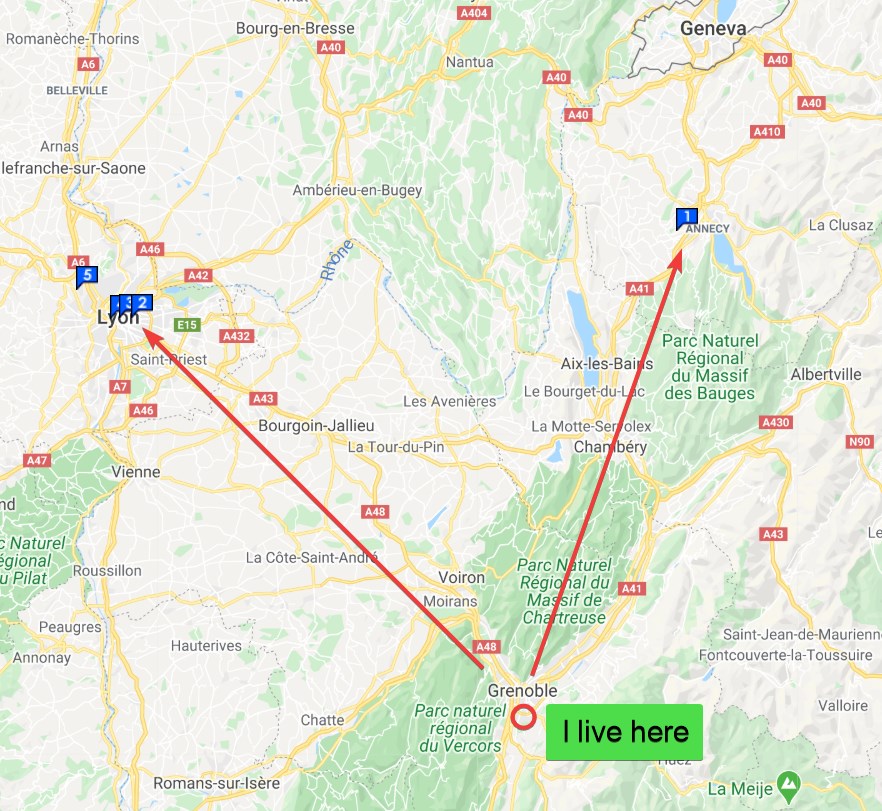 A404
Geneva
Bourg-en-Bresse
Romanèche-Thorins
A40
A6
Nantua
A40
A40
BELLEVILLE
A40
A40
A410
Arnas
lefranche-sur-Saone
Ambérieu-en-Bugey
1
ANNECY
La Clusaz
A46
A6
5
A42
Rhône
A41
3
2
Lyon
E15
A432
Parc Naturel
Régional
du Massif
des Bauges
Saint-Priest
Aix-les-Bains
Albertville
A7
A43
Le Bourget-du-Lac
A46
Les Avenières
Bourgoin-Jallieu
La Motte-Servolex
A430
La Tour-du-Pin
Chambéry
N90
A47
Vienne
nd
A48
A43
Le
c Naturel
égional
u Pilat
La Côte-Saint-André
Parc Naturel
Régional du
Massif de
Chartreuse
Roussillon
Voiron
A41
Moirans
Peaugres
Saint-Jean-de-Maurienn
Hauterives
A48
Fontcouverte-la-Toussuire
Annonay
Grenoble
Valloire
Parc naturel
régional
du Vercors
Chatte
I live here
Huez
Romans-sur-Isère
La Meije